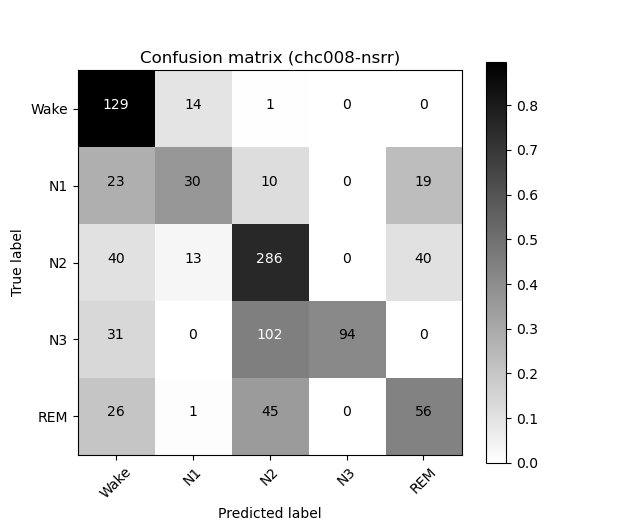 Confusion matrix (chc008-nsrr)
True label
Wake 129 14 1 0 0
N1 23 30 10 0 19
N2 40 13 286 0 40
N3 31 0 102 94 0
REM 26 1 45 0 56
Wake N1 N2 N3 REM
Predicted label
0.8
0.7
0.6
0.5
0.4
0.3
0.2
0.1
0.0